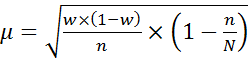 μ = √(w×(1−w)/n × (1 − n/N))